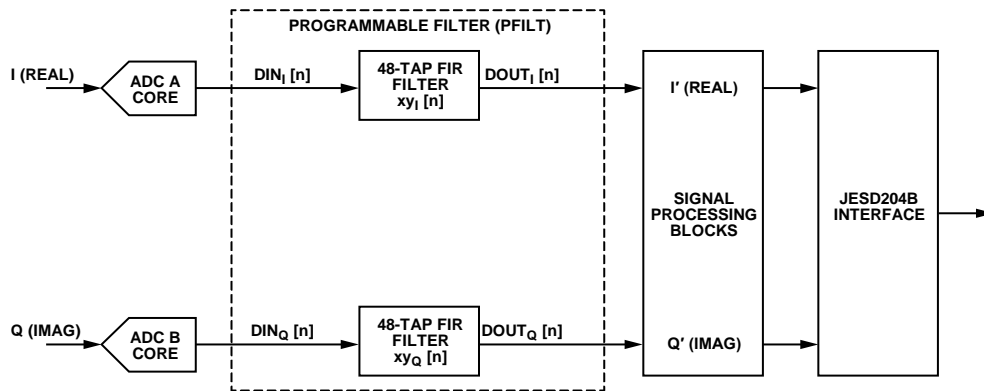 PROGRAMMABLE FILTER (PFILT)
I (REAL)
ADC A
CORE
DINI [n]
48-TAP FIR
FILTER
xyI [n]
DOUTI [n]
I′ (REAL)
SIGNAL
PROCESSING
BLOCKS
JESD204B
INTERFACE
Q (IMAG)
ADC B
CORE
DINQ [n]
48-TAP FIR
FILTER
xyQ [n]
DOUTQ [n]
Q′ (IMAG)